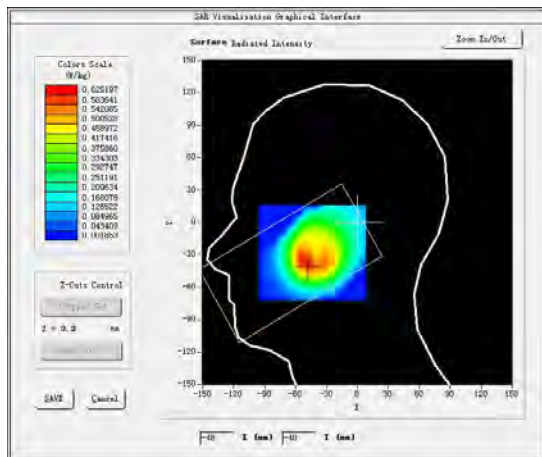 SAR Visualisation Graphical Interface
Surface Radiated Intensity
Zoom In/Out
Colors Scale
(W/kg)
0.625197
0.583641
0.542085
0.500528
0.458972
0.417416
0.375860
0.334303
0.292747
0.251191
0.209634
0.168078
0.126522
0.084965
0.043409
0.001853
150
120
90
60
30
0
-30
-60
-90
-120
-150
Y
-150 -120 -90 -60 -30 0 30 60 90 120 150
X
Z-Cuts Control
mm
SAVE Cancel
-48 X (mm) -40 Y (mm)